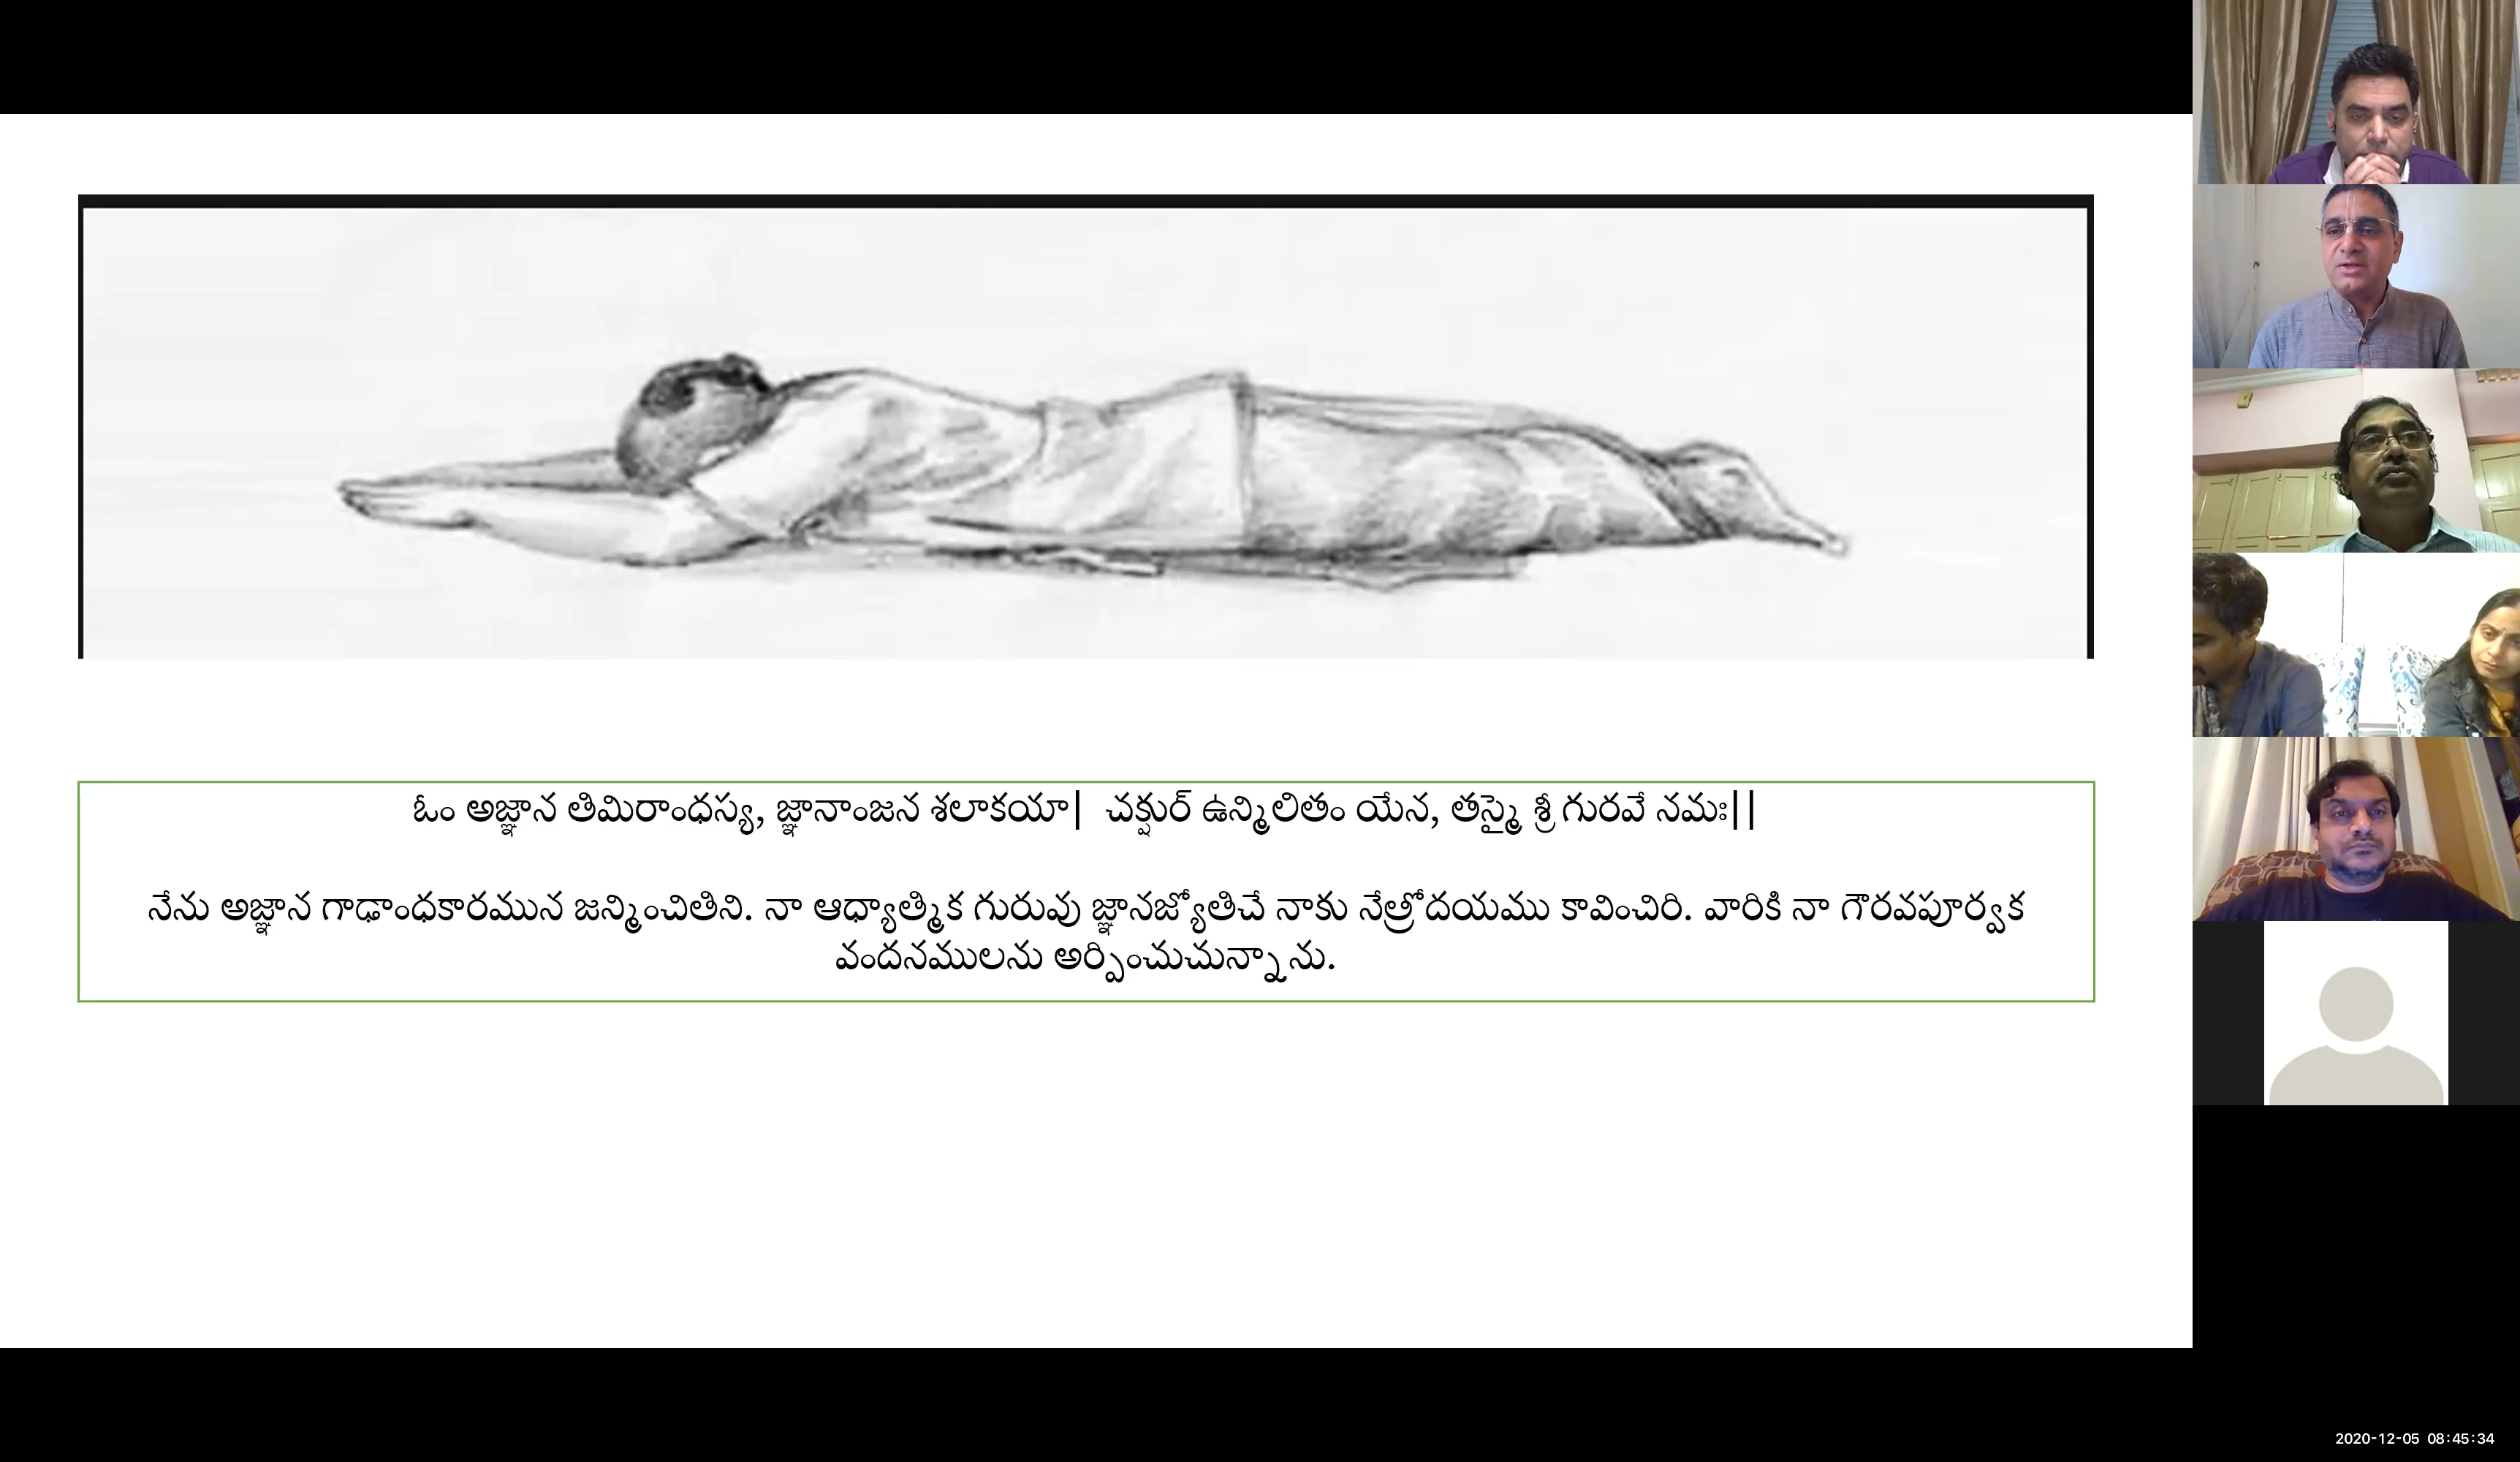 ఓం అజ్ఞాన తిమిరాంధస్య, జ్ఞానాంజన శలాకయా| చక్షుర్ ఉన్మిలితం యేన, తస్మై శ్రీ గురవే నమః||
నేను అజ్ఞాన గాఢాంధకారమున జన్మించితిని. నా ఆధ్యాత్మిక గురువు జ్ఞానజ్యోతిచే నాకు నేత్రోదయము కావించిరి. వారికి నా గౌరవపూర్వక
వందనములను అర్పించుచున్నాను.
2020-12-05 08:45:34